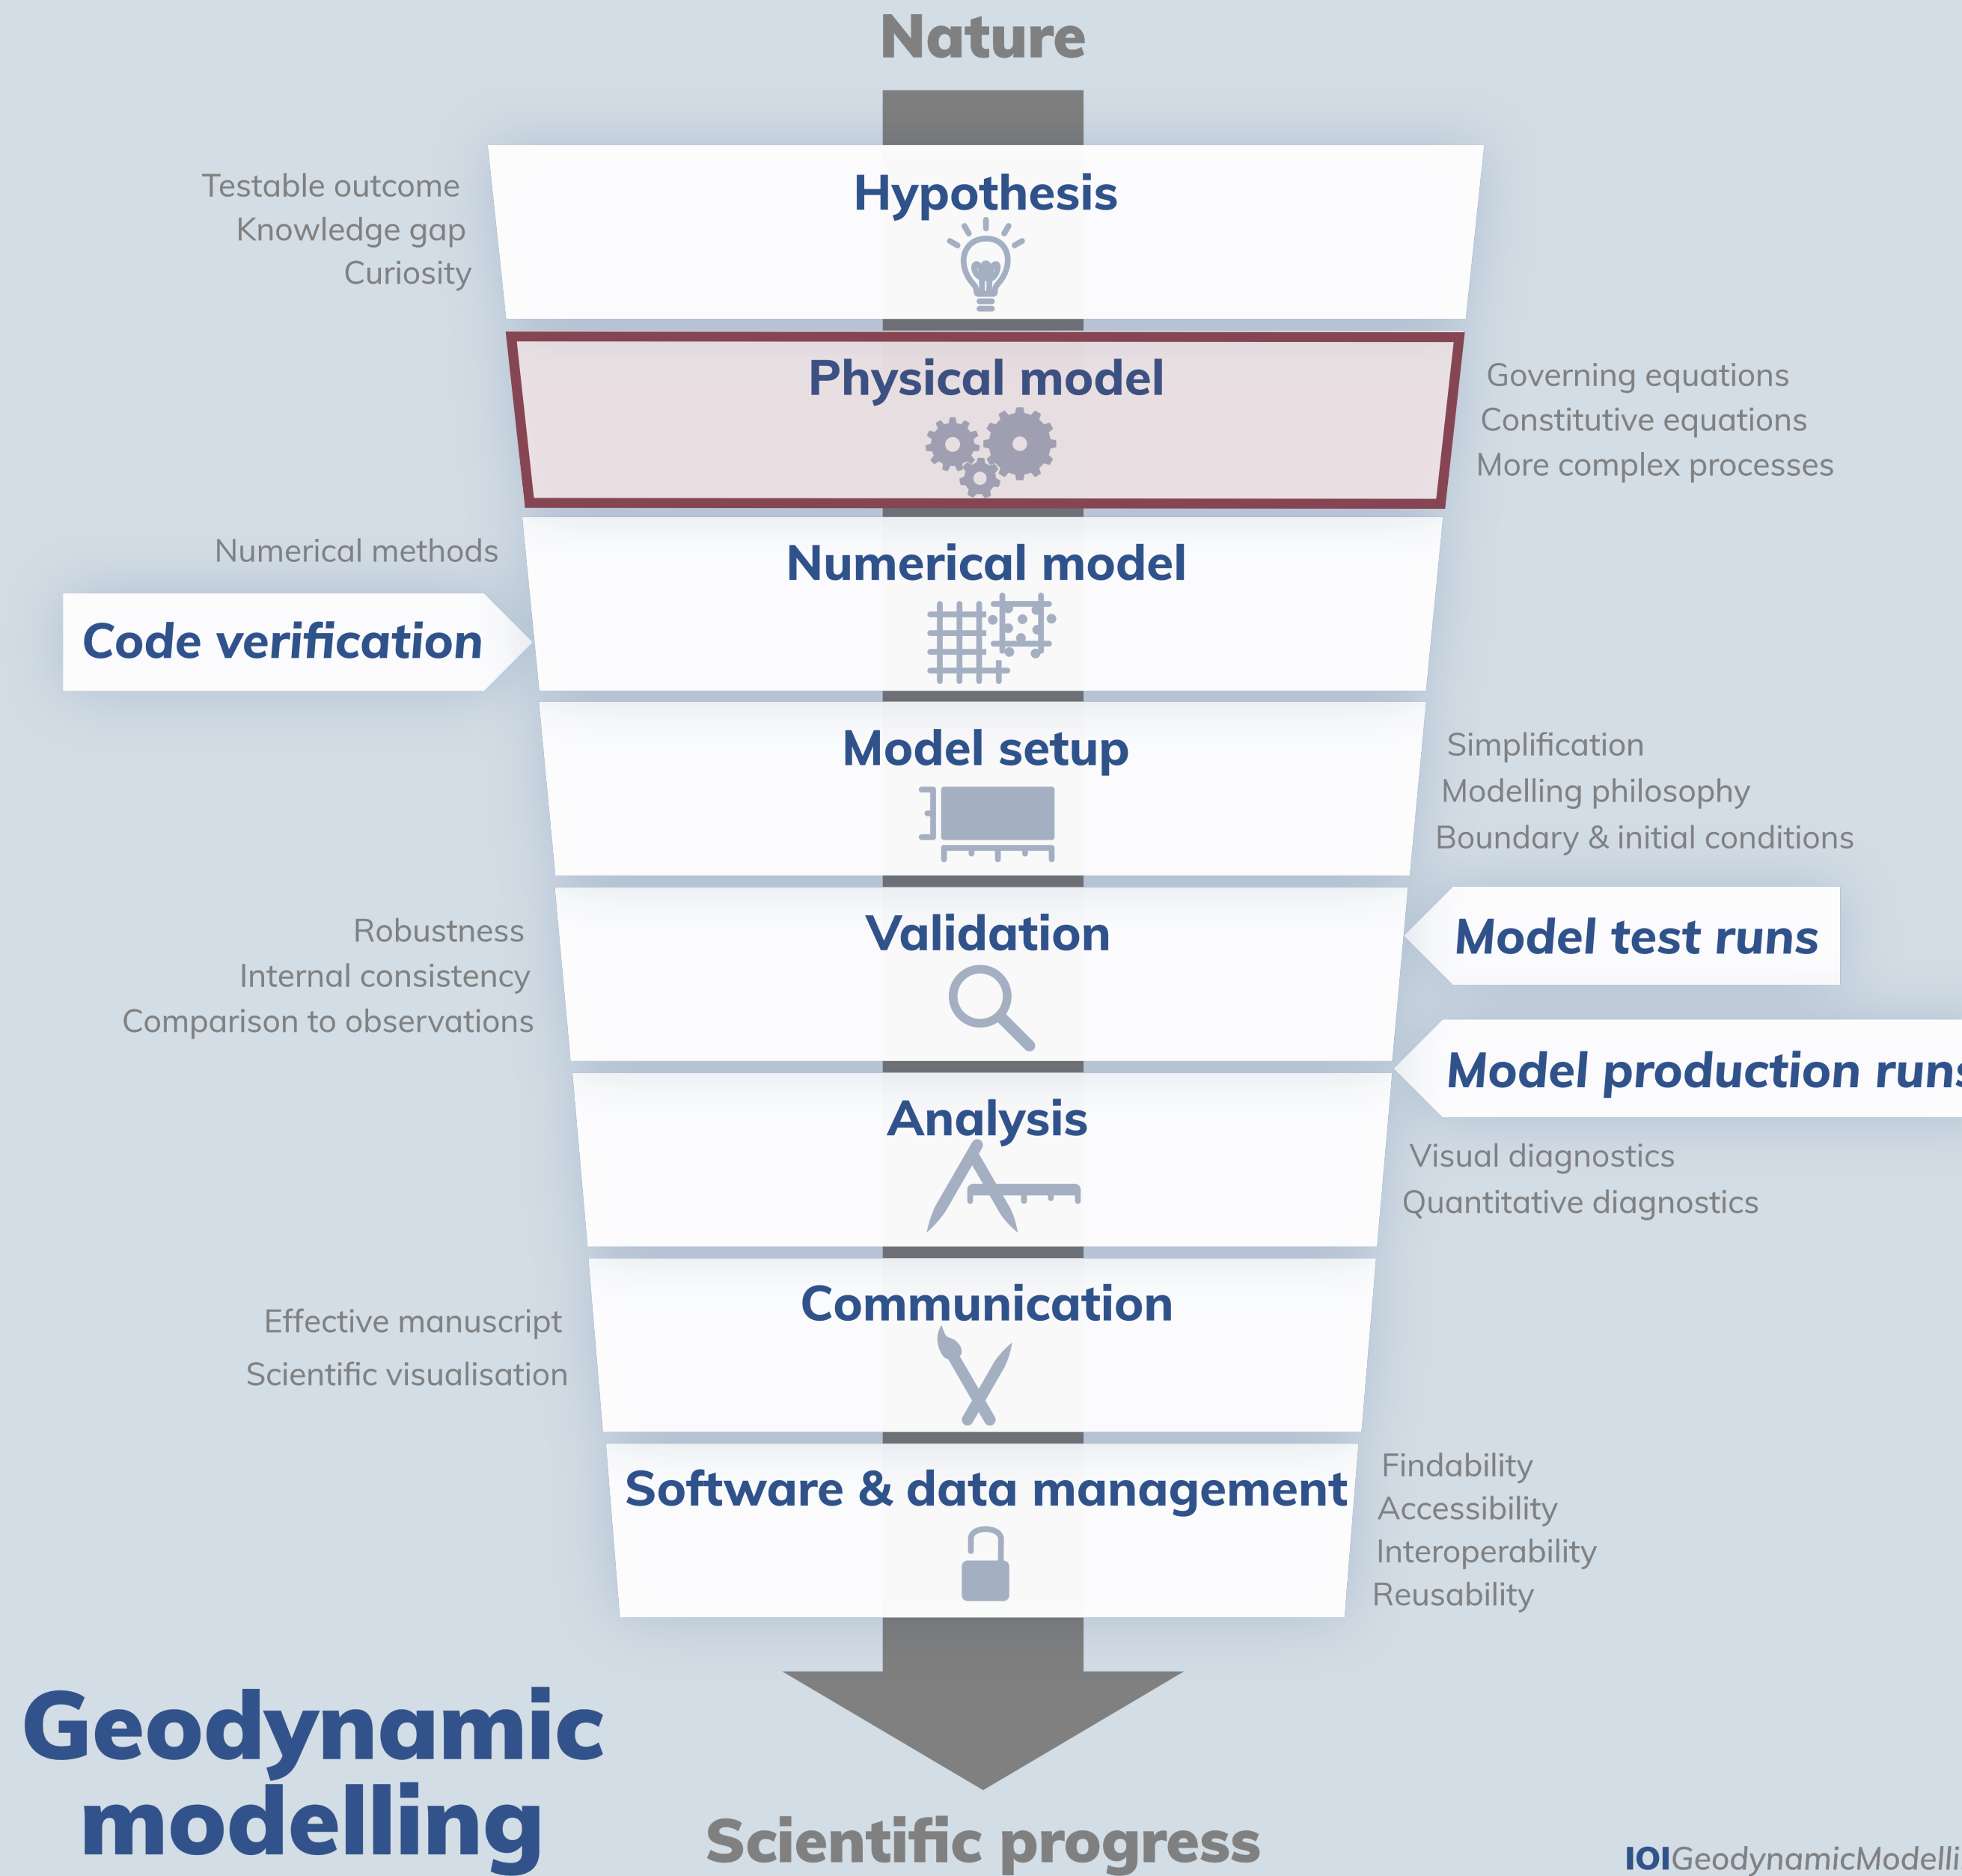 Nature
Hypothesis
Testable outcome
Knowledge gap
Curiosity
Physical model
Governing equations
Constitutive equations
More complex processes
Numerical model
Numerical methods
Code verification
Model setup
Simplification
Modelling philosophy
Boundary & initial conditions
Validation
Robustness
Internal consistency
Comparison to observations
Model test runs
Model production runs
Analysis
Visual diagnostics
Quantitative diagnostics
Communication
Effective manuscript
Scientific visualisation
Software & data management
Findability
Accessibility
Interoperability
Reusability
Geodynamic
modelling
Scientific progress
IOIGeodynamicModelli